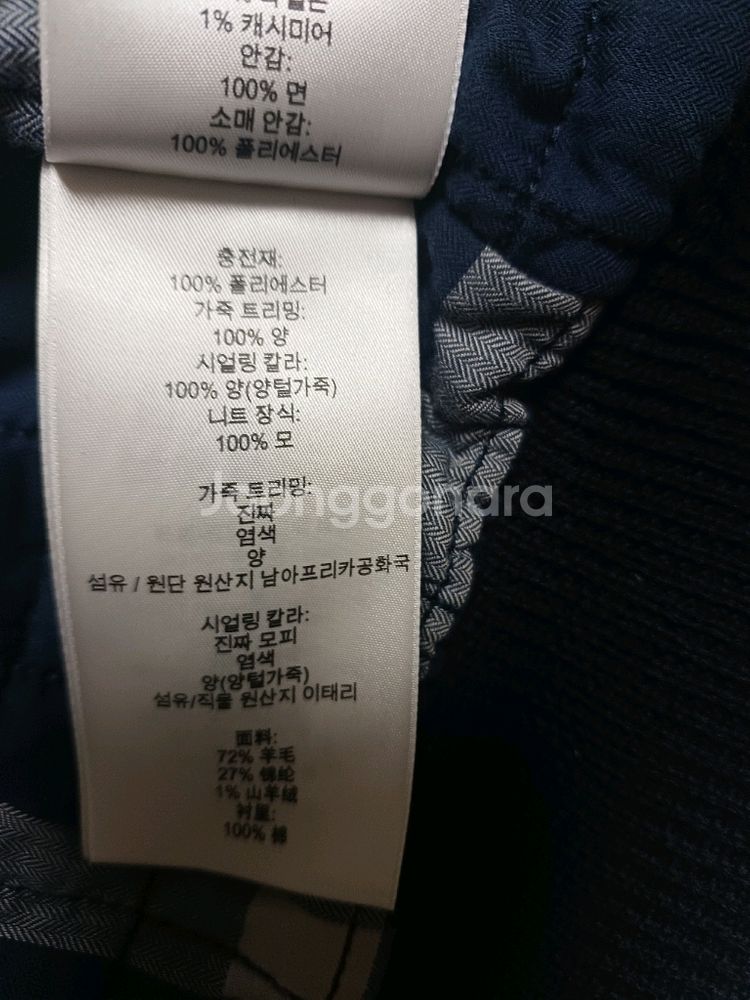 1% 캐시미어
안감:
100% 면
소매 안감:
100% 폴리에스터
충전재:
100% 폴리에스터
가죽 트리밍:
100% 양
시얼링 칼라:
100% 양(양털가죽)
니트 장식:
100% 모
가죽 트리밍:
진짜
염색
양
섬유 / 원단 원산지 남아프리카공화국
시얼링 칼라:
진짜 모피
염색
양(양털가죽)
섬유/직물 원산지 이태리
面料:
72% 羊毛
27% 锦纶
1% 山羊绒
衬里:
100% 棉
Joonggonara